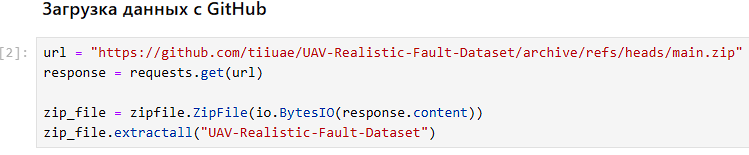 Загрузка данных с GitHub
[2]:
url = "https://github.com/tiiuae/UAV-Realistic-Fault-Dataset/archive/refs/heads/main.zip"
response = requests.get(url)
zip_file = zipfile.ZipFile(io.BytesIO(response.content))
zip_file.extractall("UAV-Realistic-Fault-Dataset")